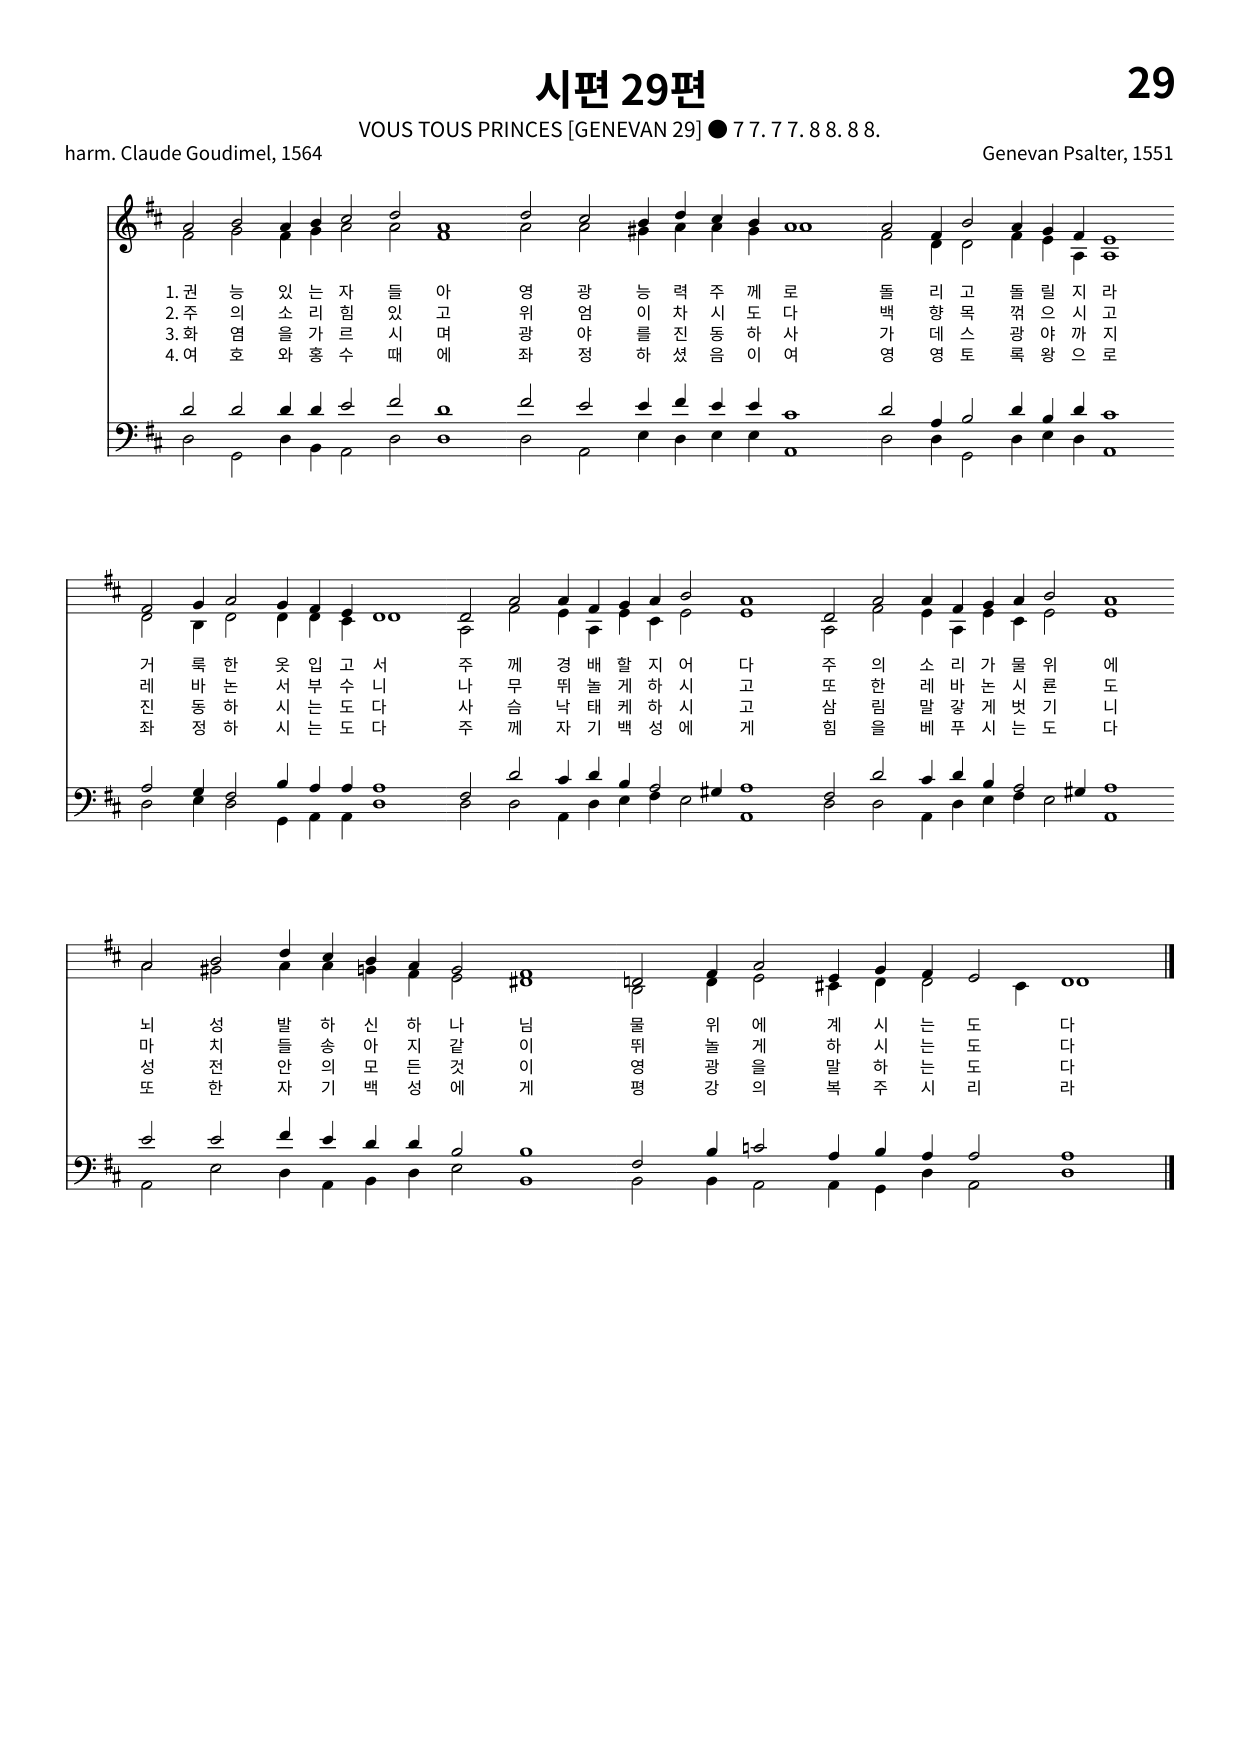 시편 29편
29
VOUS TOUS PRINCES [GENEVAN 29] ● 7 7. 7 7. 8 8. 8 8.
harm. Claude Goudimel, 1564
Genevan Psalter, 1551
1. 권 능 있 는 자 들 아 영 광 능 력 주 께 로 돌 리 고 돌 릴 지 라
2. 주 의 소 리 힘 있 고 위 엄 이 차 시 도 다 백 향 목 꺾 으 시 고
3. 화 염 을 가 르 시 며 광 야 를 진 동 하 사 가 데 스 광 야 까 지
4. 여 호 와 홍 수 때 에 좌 정 하 셨 음 이 여 영 영 토 록 왕 으 로
거 룩 한 옷 입 고 서 주 께 경 배 할 지 어 다 주 의 소 리 가 물 위 에
레 바 논 서 부 수 니 나 무 뛰 놀 게 하 시 고 또 한 레 바 논 시 룐 도
진 동 하 시 는 도 다 사 슴 낙 태 케 하 시 고 삼 림 말 갛 게 벗 기 니
좌 정 하 시 는 도 다 주 께 자 기 백 성 에 게 힘 을 베 푸 시 는 도 다
뇌 성 발 하 신 하 나 님 물 위 에 계 시 는 도 다
마 치 들 송 아 지 같 이 뛰 놀 게 하 시 는 도 다
성 전 안 의 모 든 것 이 영 광 을 말 하 는 도 다
또 한 자 기 백 성 에 게 평 강 의 복 주 시 리 라